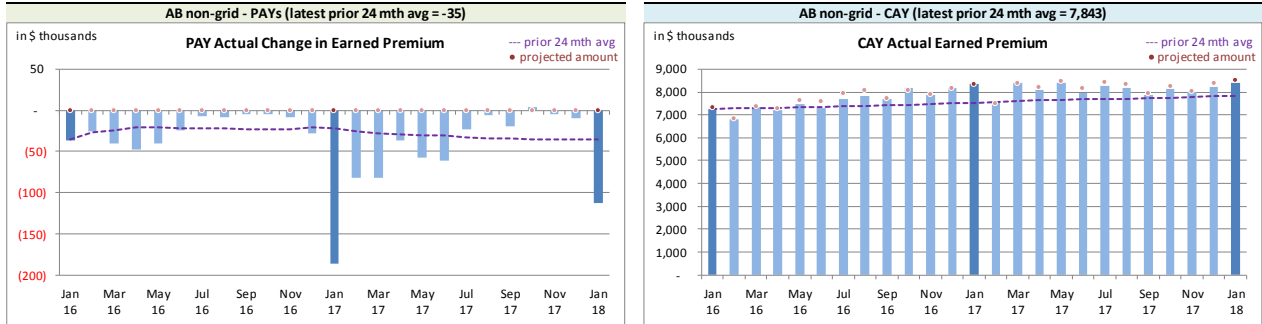 AB non-grid - PAYs (latest prior 24 mth avg = -35)
in $ thousands
PAY Actual Change in Earned Premium
--- prior 24 mth avg
• projected amount
50
-
(50)
(100)
(150)
(200)
Jan 16 Mar 16 May 16 Jul 16 Sep 16 Nov 16 Jan 17 Mar 17 May 17 Jul 17 Sep 17 Nov 17 Jan 18
AB non-grid - CAY (latest prior 24 mth avg = 7,843)
in $ thousands
CAY Actual Earned Premium
--- prior 24 mth avg
• projected amount
9,000
8,000
7,000
6,000
5,000
4,000
3,000
2,000
1,000
-
Jan 16 Mar 16 May 16 Jul 16 Sep 16 Nov 16 Jan 17 Mar 17 May 17 Jul 17 Sep 17 Nov 17 Jan 18